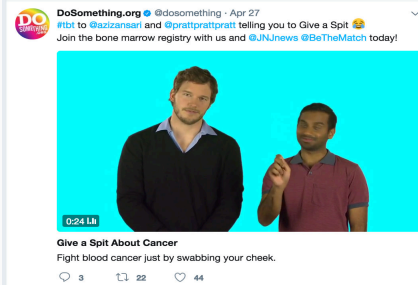 DO
SOMETHING
DoSomething.org @dosomething · Apr 27
#tbt to @azizansari and @prattprattpratt telling you to Give a Spit 😂
Join the bone marrow registry with us and @JNJnews @BeTheMatch today!
0:24
Give a Spit About Cancer
Fight blood cancer just by swabbing your cheek.
3 22 44